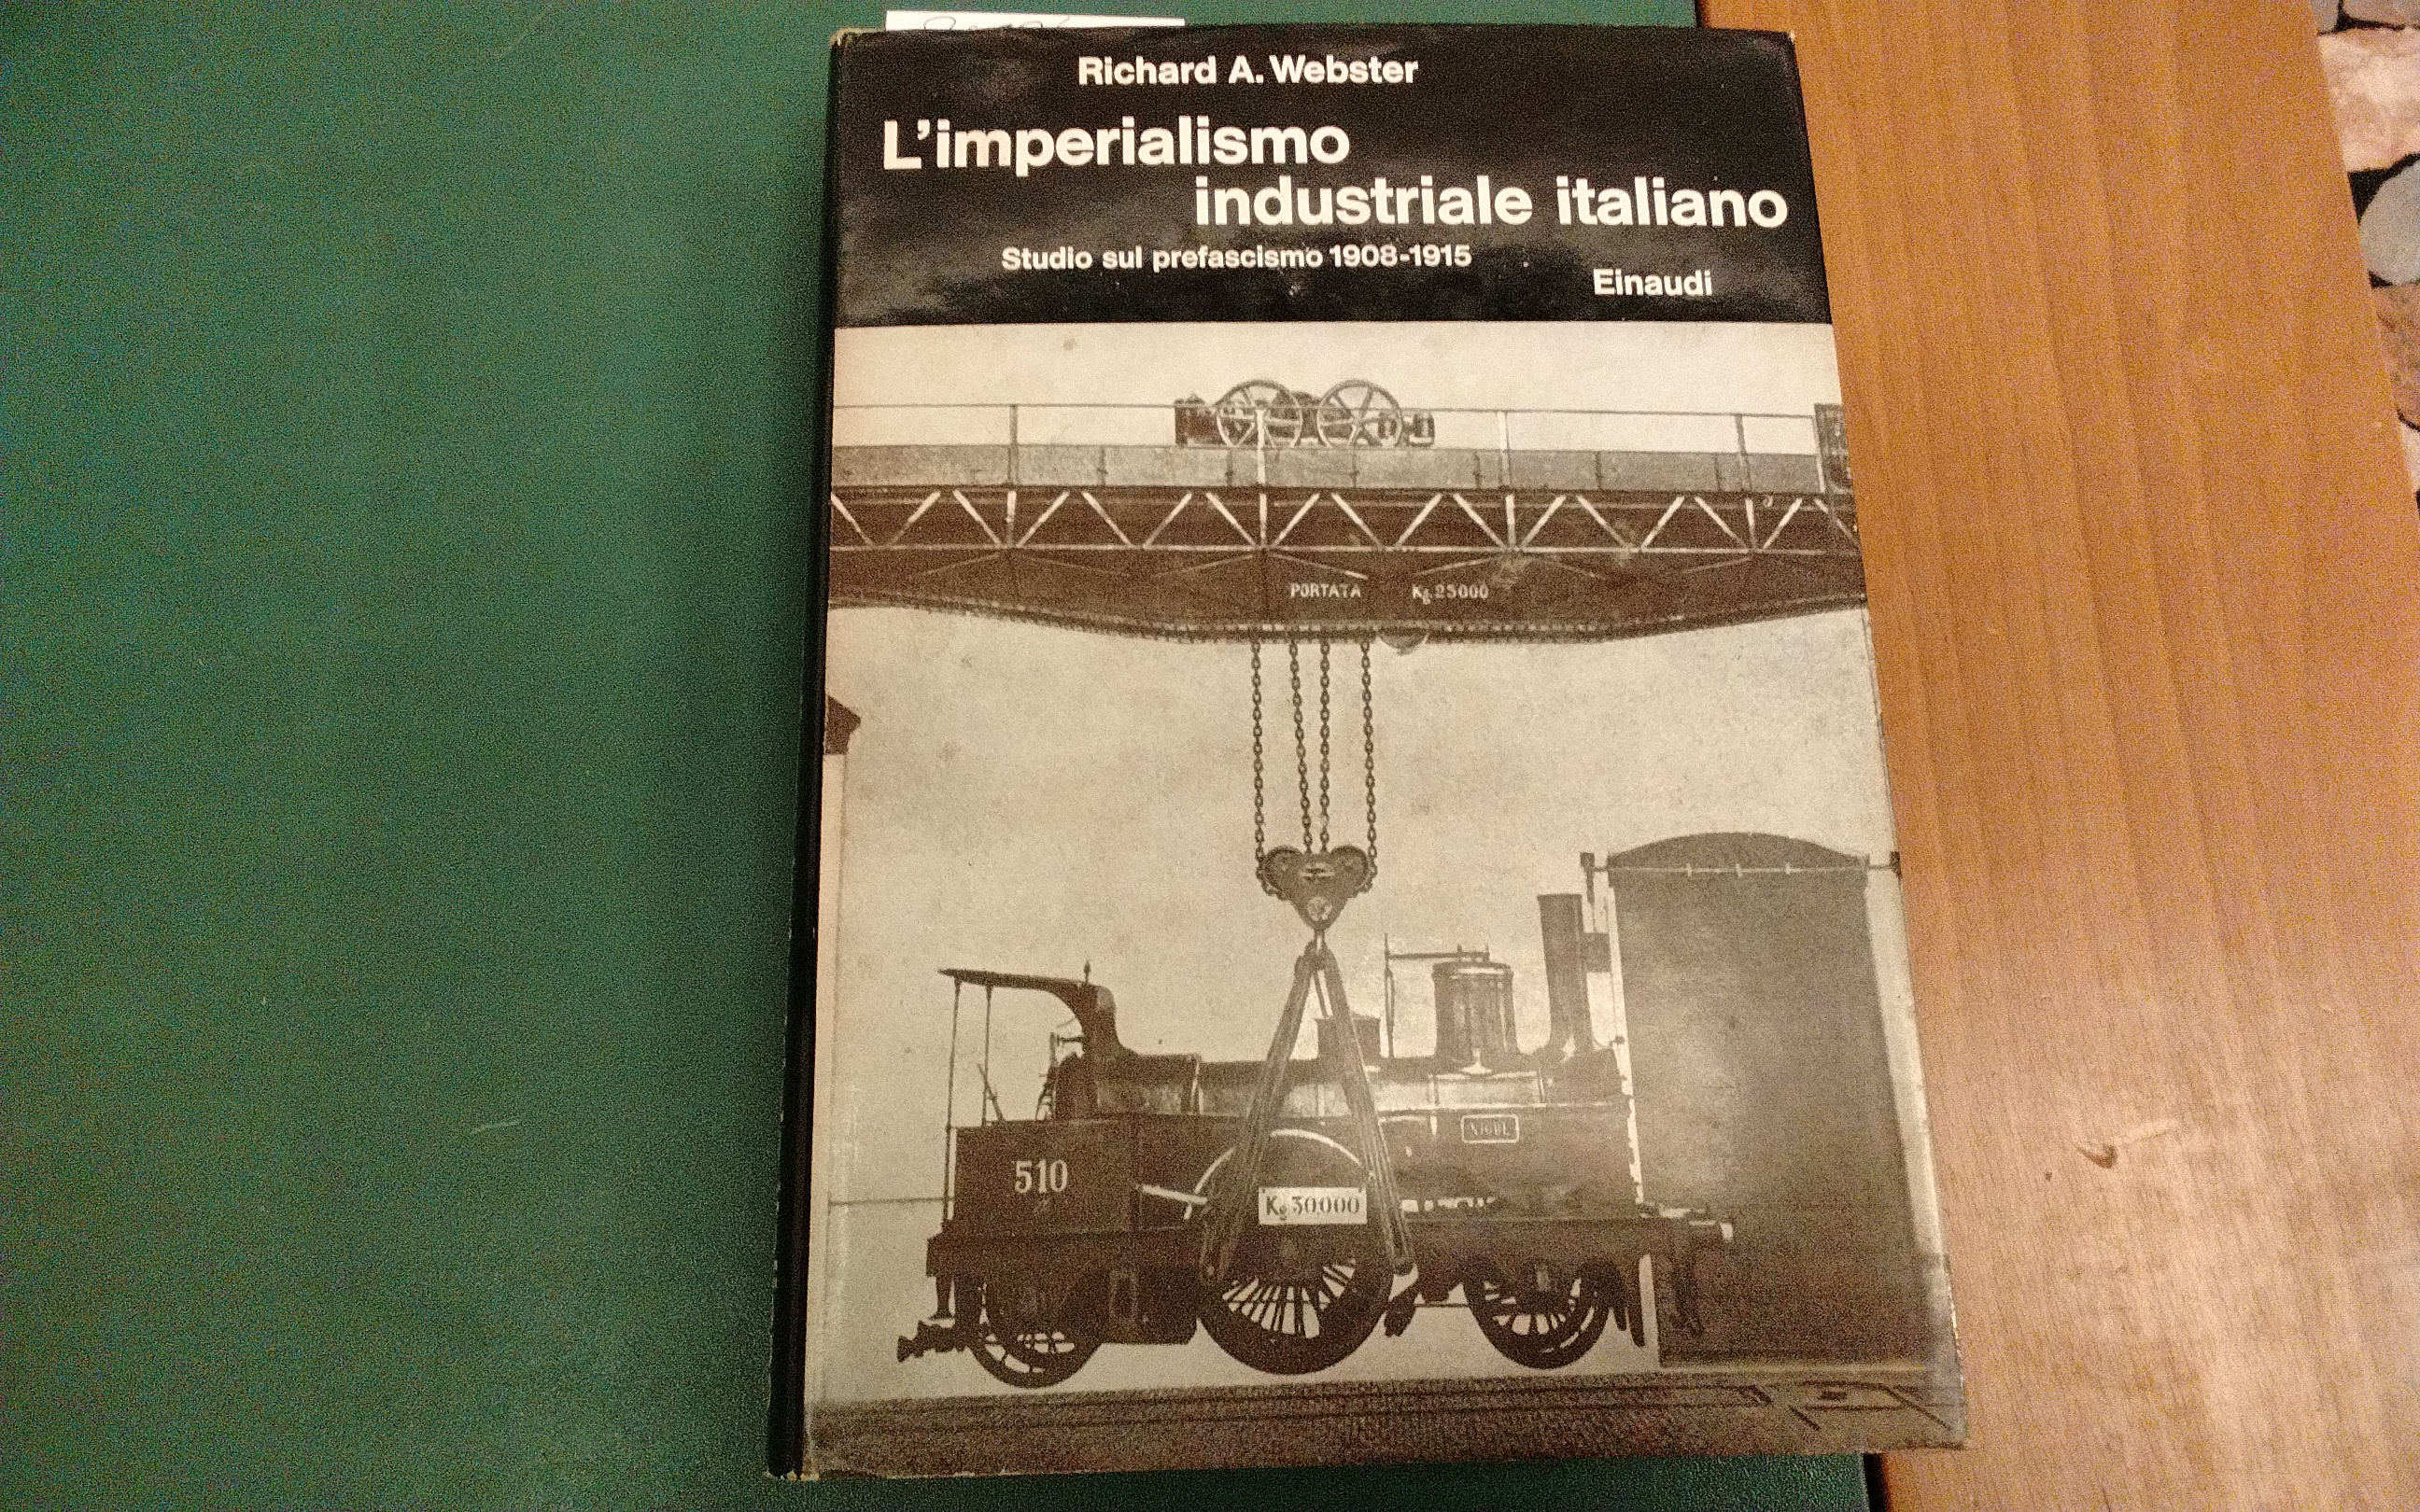 Richard A. Webster
L'imperialismo
industriale italiano
Studio sul prefascismo 1908-1915
Einaudi
PORTATA Kg. 25000
510
Kg 30.000